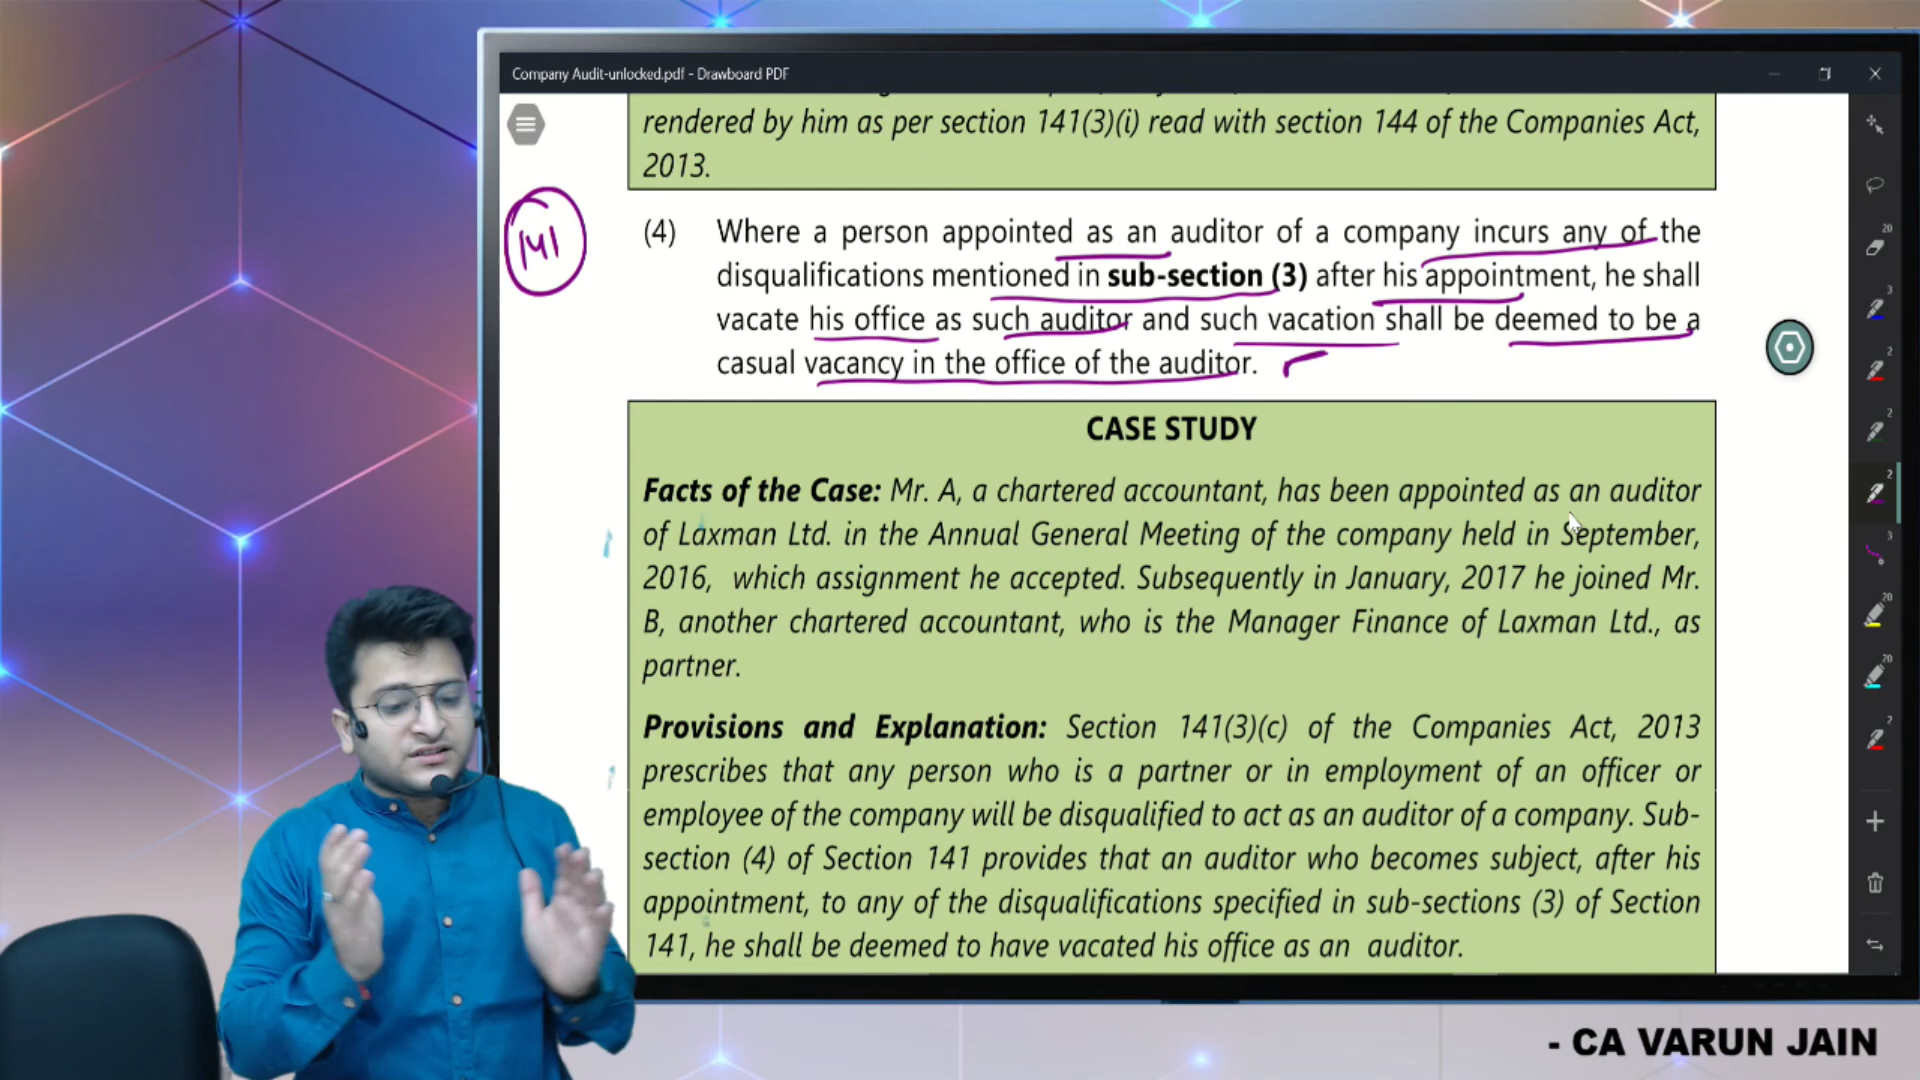 Company Audit-unlocked.pdf - Drawboard PDF
rendered by him as per section 141(3)(i) read with section 144 of the Companies Act,
2013.
141
(4) Where a person appointed as an auditor of a company incurs any of the
disqualifications mentioned in sub-section (3) after his appointment, he shall
vacate his office as such auditor and such vacation shall be deemed to be a
casual vacancy in the office of the auditor.
CASE STUDY
Facts of the Case: Mr. A, a chartered accountant, has been appointed as an auditor
of Laxman Ltd. in the Annual General Meeting of the company held in September,
2016, which assignment he accepted. Subsequently in January, 2017 he joined Mr.
B, another chartered accountant, who is the Manager Finance of Laxman Ltd., as
partner.
Provisions and Explanation: Section 141(3)(c) of the Companies Act, 2013
prescribes that any person who is a partner or in employment of an officer or
employee of the company will be disqualified to act as an auditor of a company. Sub-
section (4) of Section 141 provides that an auditor who becomes subject, after his
appointment, to any of the disqualifications specified in sub-sections (3) of Section
141, he shall be deemed to have vacated his office as an auditor.
20
3
2
2
2
3
20
20
2
- CA VARUN JAIN